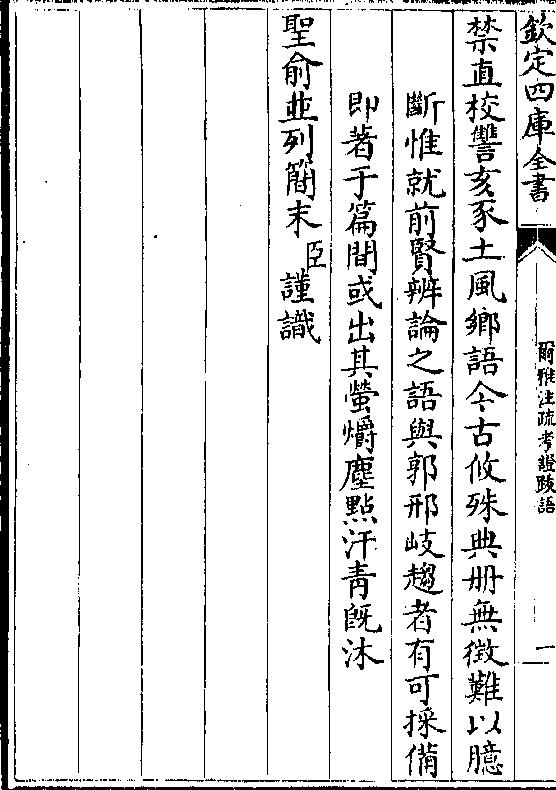 欽定四庫全書
爾雅注疏考證跋語
一
禁直校讐亥豕土風鄉語今古攸殊典册無徵難以臆
斷惟就前賢辨論之語與郭邢岐趨者有可採備
即著于篇間或出其螢爝塵點汗青既沐
聖俞並列簡末臣謹識